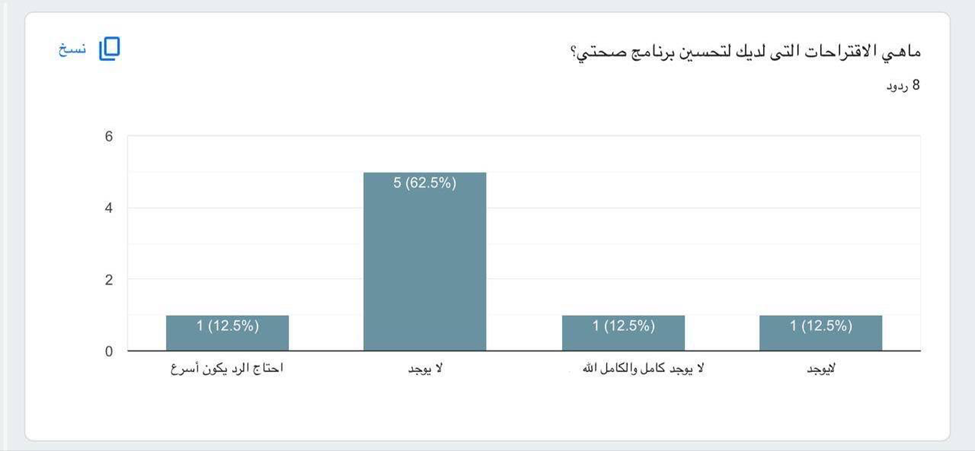 نسخ
ماهي الاقتراحات التى لديك لتحسين برنامج صحتي؟
8 ردود
6
4
2
0
1 (12.5%)
5 (62.5%)
1 (12.5%)
1 (12.5%)
احتاج الرد يكون أسرع
لا يوجد
لا يوجد كامل والكامل الله
لايوجد